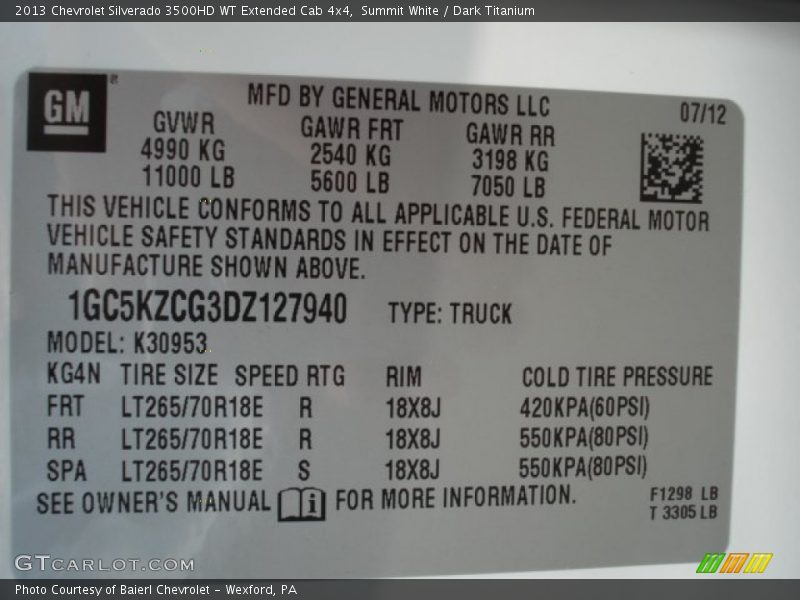 2013 Chevrolet Silverado 3500HD WT Extended Cab 4x4, Summit White / Dark Titanium
GM ®
MFD BY GENERAL MOTORS LLC 07/12
GVWR GAWR FRT GAWR RR
4990 KG 2540 KG 3198 KG
11000 LB 5600 LB 7050 LB
THIS VEHICLE CONFORMS TO ALL APPLICABLE U.S. FEDERAL MOTOR
VEHICLE SAFETY STANDARDS IN EFFECT ON THE DATE OF
MANUFACTURE SHOWN ABOVE.
1GC5KZCG3DZ127940 TYPE: TRUCK
MODEL: K30953
KG4N TIRE SIZE SPEED RTG RIM COLD TIRE PRESSURE
FRT LT265/70R18E R 18X8J 420KPA(60PSI)
RR LT265/70R18E R 18X8J 550KPA(80PSI)
SPA LT265/70R18E S 18X8J 550KPA(80PSI)
SEE OWNER'S MANUAL i FOR MORE INFORMATION.
F1298 LB
T 3305 LB
GTCARLOT.COM
Photo Courtesy of Baierl Chevrolet - Wexford, PA